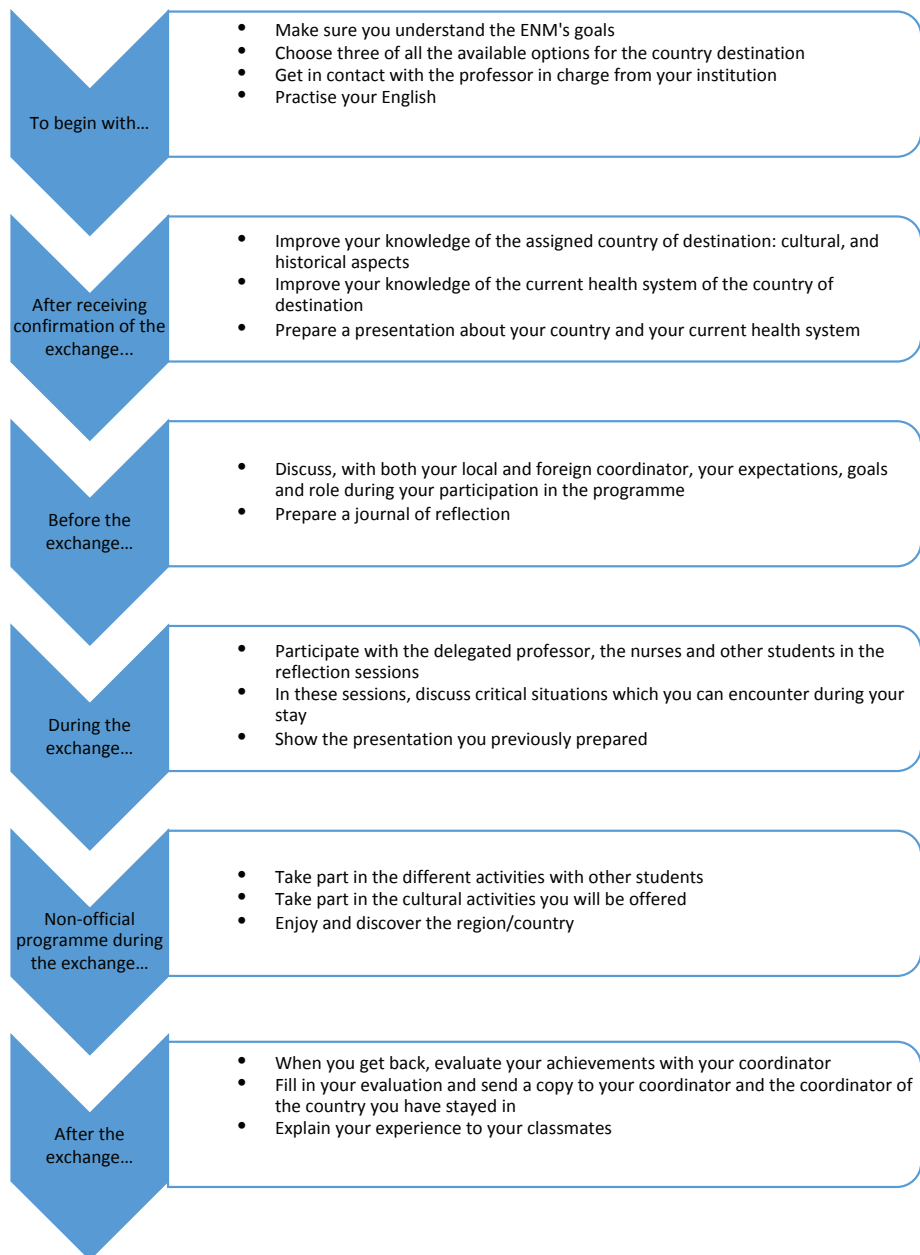 To begin with…
• Make sure you understand the ENM's goals
• Choose three of all the available options for the country destination
• Get in contact with the professor in charge from your institution
• Practise your English
After receiving
confirmation of the
exchange...
• Improve your knowledge of the assigned country of destination: cultural, and
historical aspects
• Improve your knowledge of the current health system of the country of
destination
• Prepare a presentation about your country and your current health system
Before the
exchange…
• Discuss, with both your local and foreign coordinator, your expectations, goals
and role during your participation in the programme
• Prepare a journal of reflection
During the
exchange…
• Participate with the delegated professor, the nurses and other students in the
reflection sessions
• In these sessions, discuss critical situations which you can encounter during your
stay
• Show the presentation you previously prepared
Non-official
programme during
the exchange…
• Take part in the different activities with other students
• Take part in the cultural activities you will be offered
• Enjoy and discover the region/country
After the
exchange…
• When you get back, evaluate your achievements with your coordinator
• Fill in your evaluation and send a copy to your coordinator and the coordinator of
the country you have stayed in
• Explain your experience to your classmates